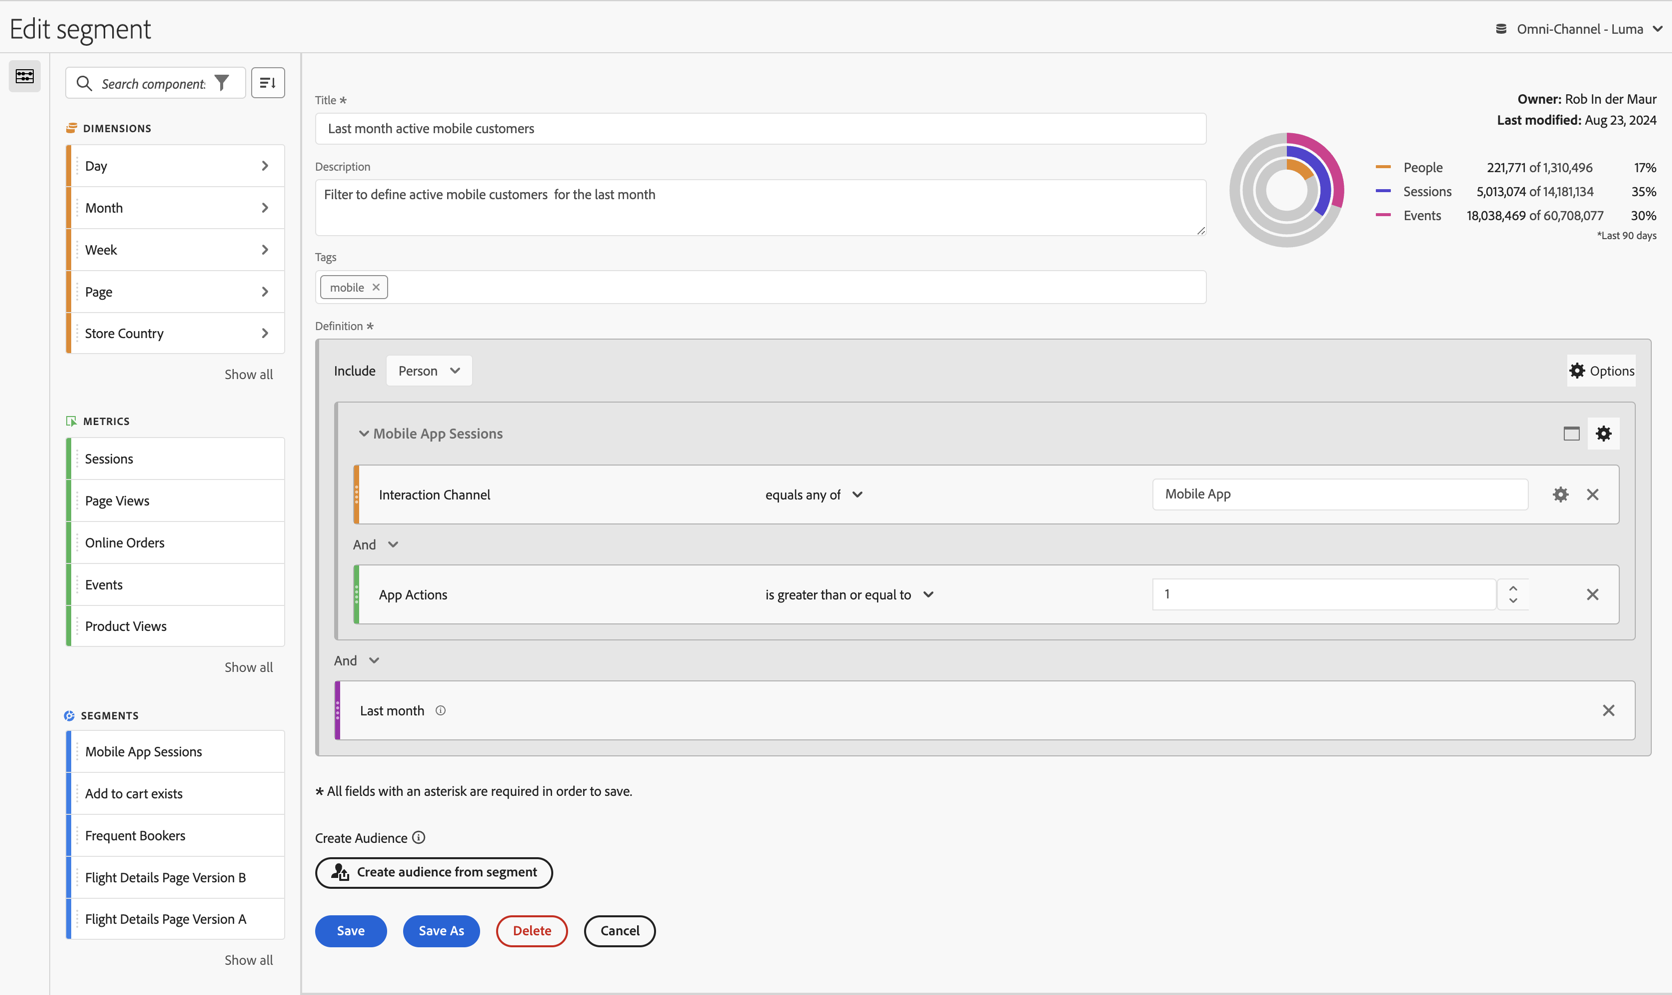 Edit segment
Omni-Channel - Luma
Search component:
DIMENSIONS
Day
Month
Week
Page
Store Country
Show all
METRICS
Sessions
Page Views
Online Orders
Events
Product Views
Show all
SEGMENTS
Mobile App Sessions
Add to cart exists
Frequent Bookers
Flight Details Page Version B
Flight Details Page Version A
Show all
Title *
Last month active mobile customers
Description
Filter to define active mobile customers  for the last month
Tags
mobile ×
Owner: Rob In der Maur
Last modified: Aug 23, 2024
People 221,771 of 1,310,496 17%
Sessions 5,013,074 of 14,181,134 35%
Events 18,038,469 of 60,708,077 30%
*Last 90 days
Definition *
Include Person Options
Mobile App Sessions
Interaction Channel equals any of Mobile App
And
App Actions is greater than or equal to 1
And
Last month
* All fields with an asterisk are required in order to save.
Create Audience
Create audience from segment
Save Save As Delete Cancel